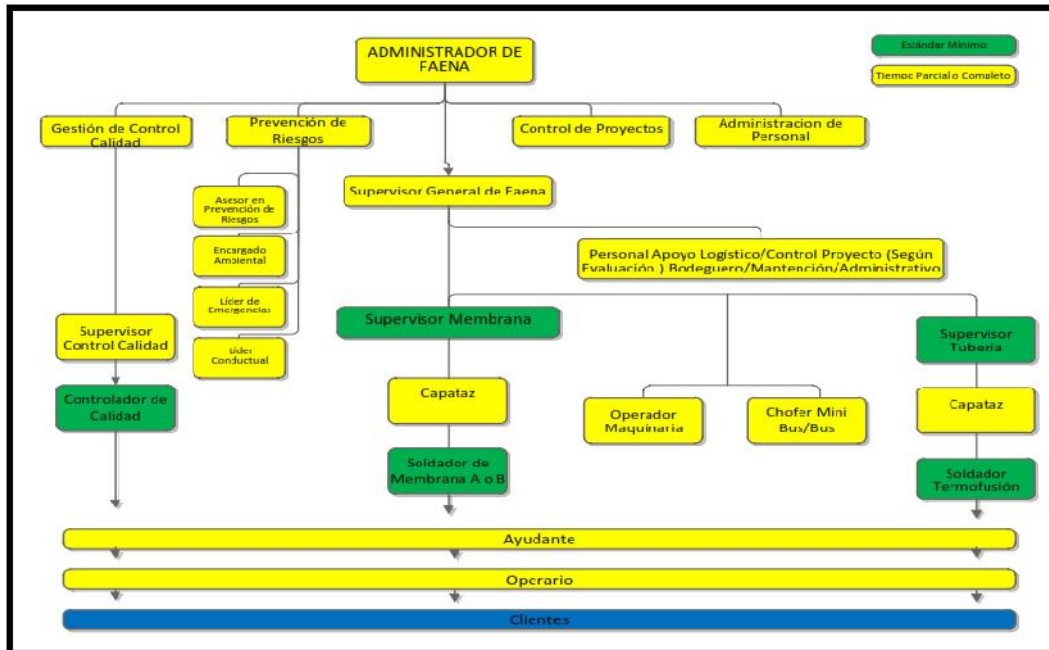 ADMINISTRADOR DE
FAENA
Estándar Mínimo
Tiempo Parcial o Completo
Gestión de Control
Calidad
Prevención de
Riesgos
Control de Proyectos
Administracion de
Personal
Supervisor General de Faena
Asesor en
Prevención de
Riesgos
Encargado
Ambiental
Líder de
Emergencias
Líder
Conductual
Personal Apoyo Logístico/Control Proyecto (Según
Evaluación.) Bodeguero/Mantención/Administrativo
Supervisor
Control Calidad
Supervisor Membrana
Supervisor
Tubería
Controlador de
Calidad
Capataz
Operador
Maquinaria
Chofer Mini
Bus/Bus
Capataz
Soldador de
Membrana A o B
Soldador
Termofusión
Ayudante
Operario
Clientes